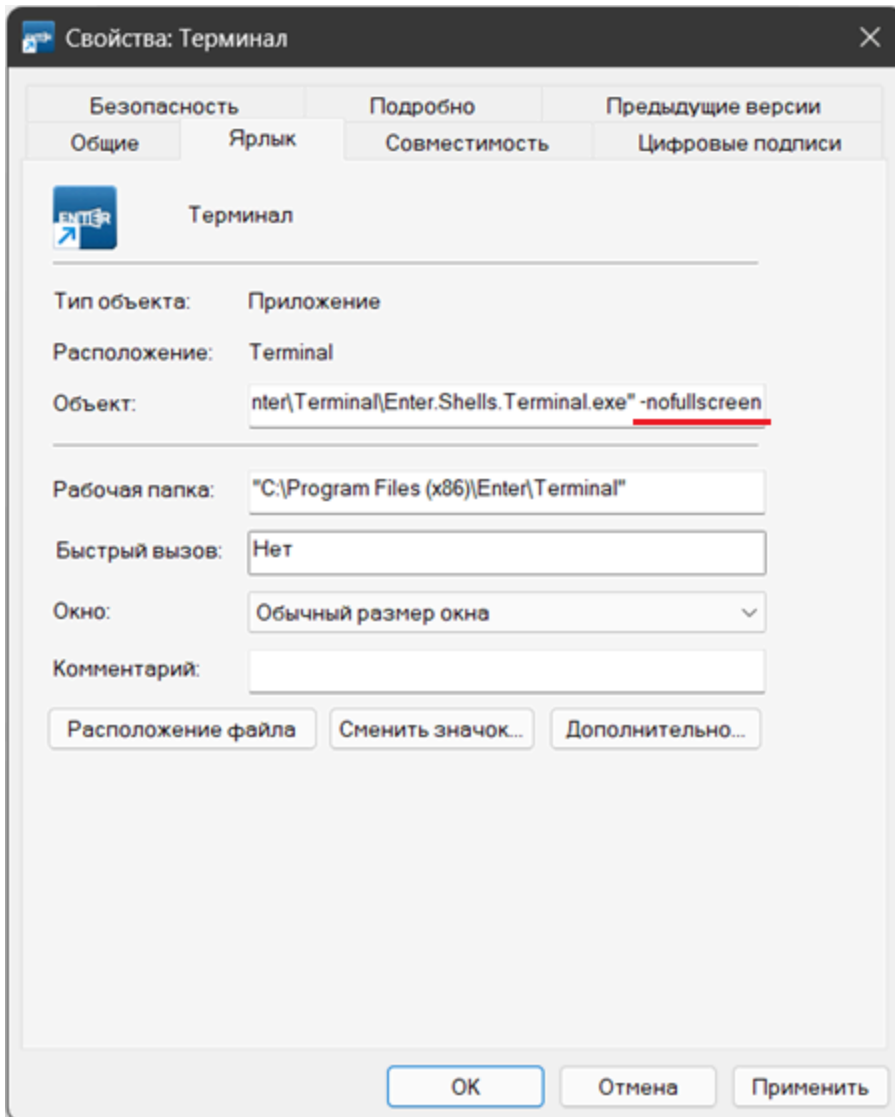 Свойства: Терминал
Безопасность Подробно Предыдущие версии
Общие Ярлык Совместимость Цифровые подписи
ENTER Терминал
Тип объекта: Приложение
Расположение: Terminal
Объект: nter\Terminal\Enter.Shells.Terminal.exe" -nofullscreen
Рабочая папка: "C:\Program Files (x86)\Enter\Terminal"
Быстрый вызов: Нет
Окно: Обычный размер окна
Комментарий:
Расположение файла Сменить значок... Дополнительно...
ОК Отмена Применить